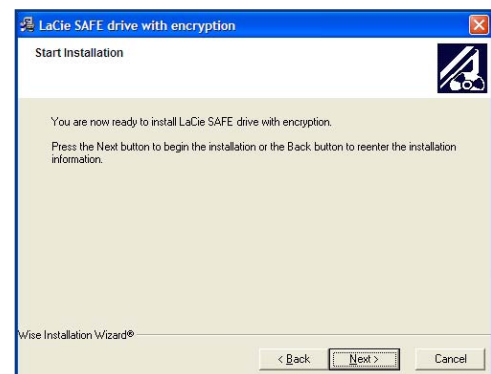 LaCie SAFE drive with encryption
Start Installation
You are now ready to install LaCie SAFE drive with encryption.
Press the Next button to begin the installation or the Back button to reenter the installation
information.
Wise Installation Wizard®
< Back Next > Cancel